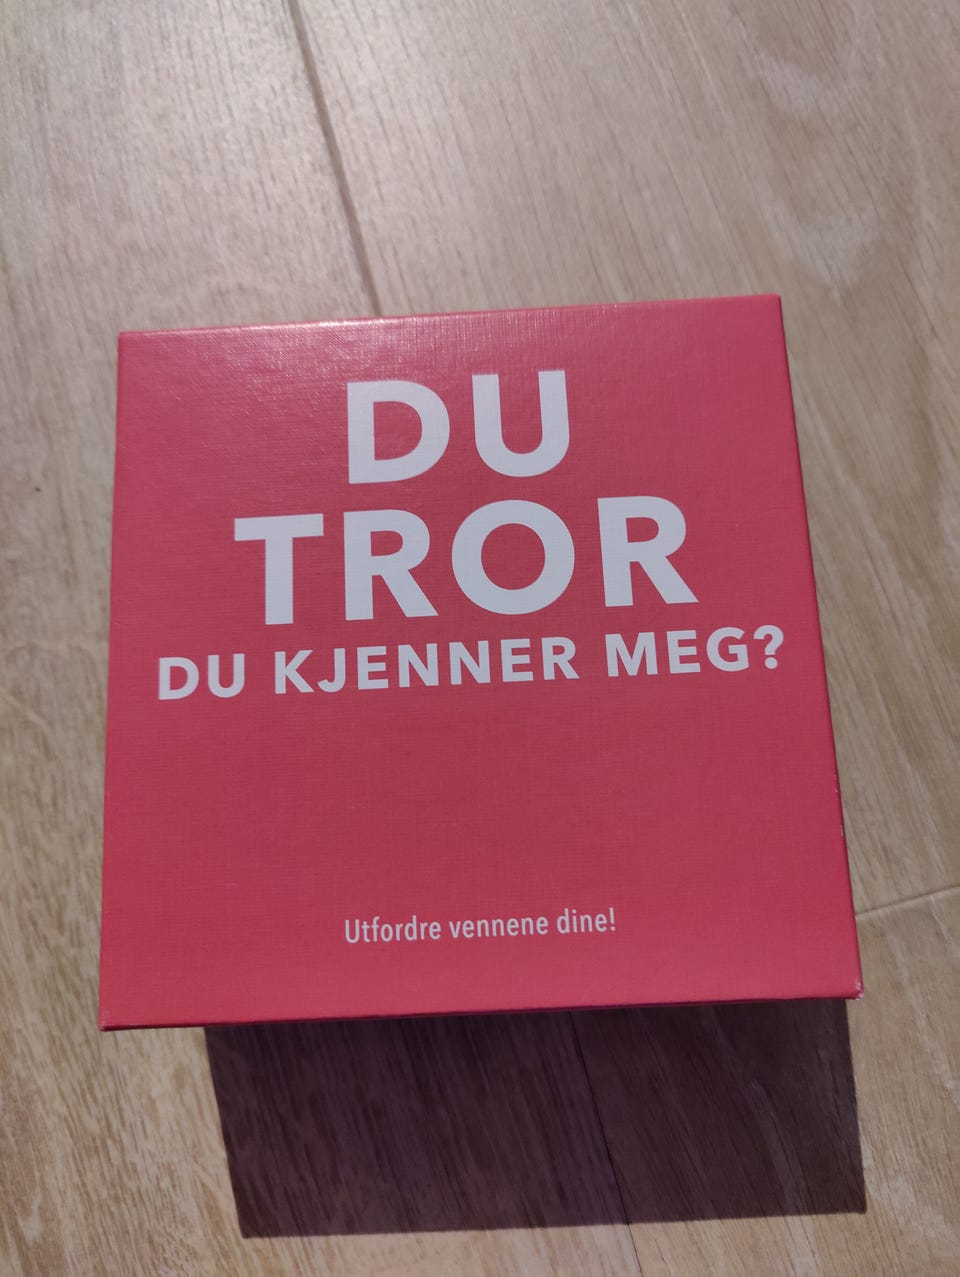 DU
TROR
DU KJENNER MEG?
Utfordre vennene dine!